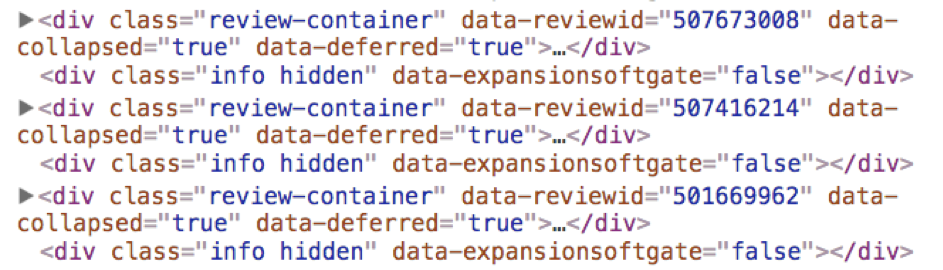 ▶<div class="review-container" data-reviewid="507673008" data-
collapsed="true" data-deferred="true">…</div>
<div class="info hidden" data-expansionsoftgate="false"></div>
▶<div class="review-container" data-reviewid="507416214" data-
collapsed="true" data-deferred="true">…</div>
<div class="info hidden" data-expansionsoftgate="false"></div>
▶<div class="review-container" data-reviewid="501669962" data-
collapsed="true" data-deferred="true">…</div>
<div class="info hidden" data-expansionsoftgate="false"></div>